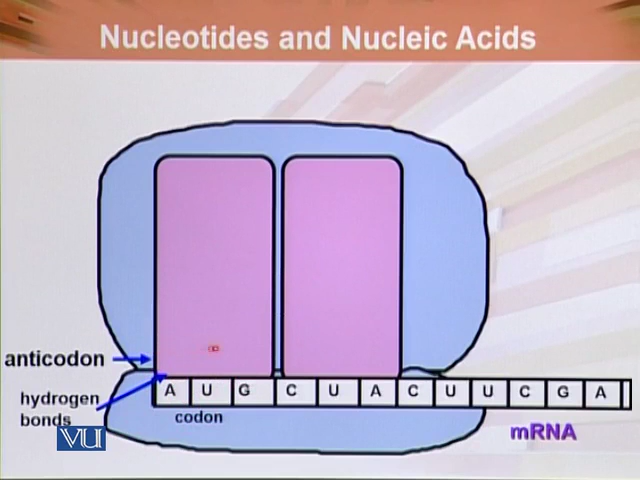 Nucleotides and Nucleic Acids
anticodon
hydrogen
bonds
A U G C U A C U U C G A
codon
mRNA
VU